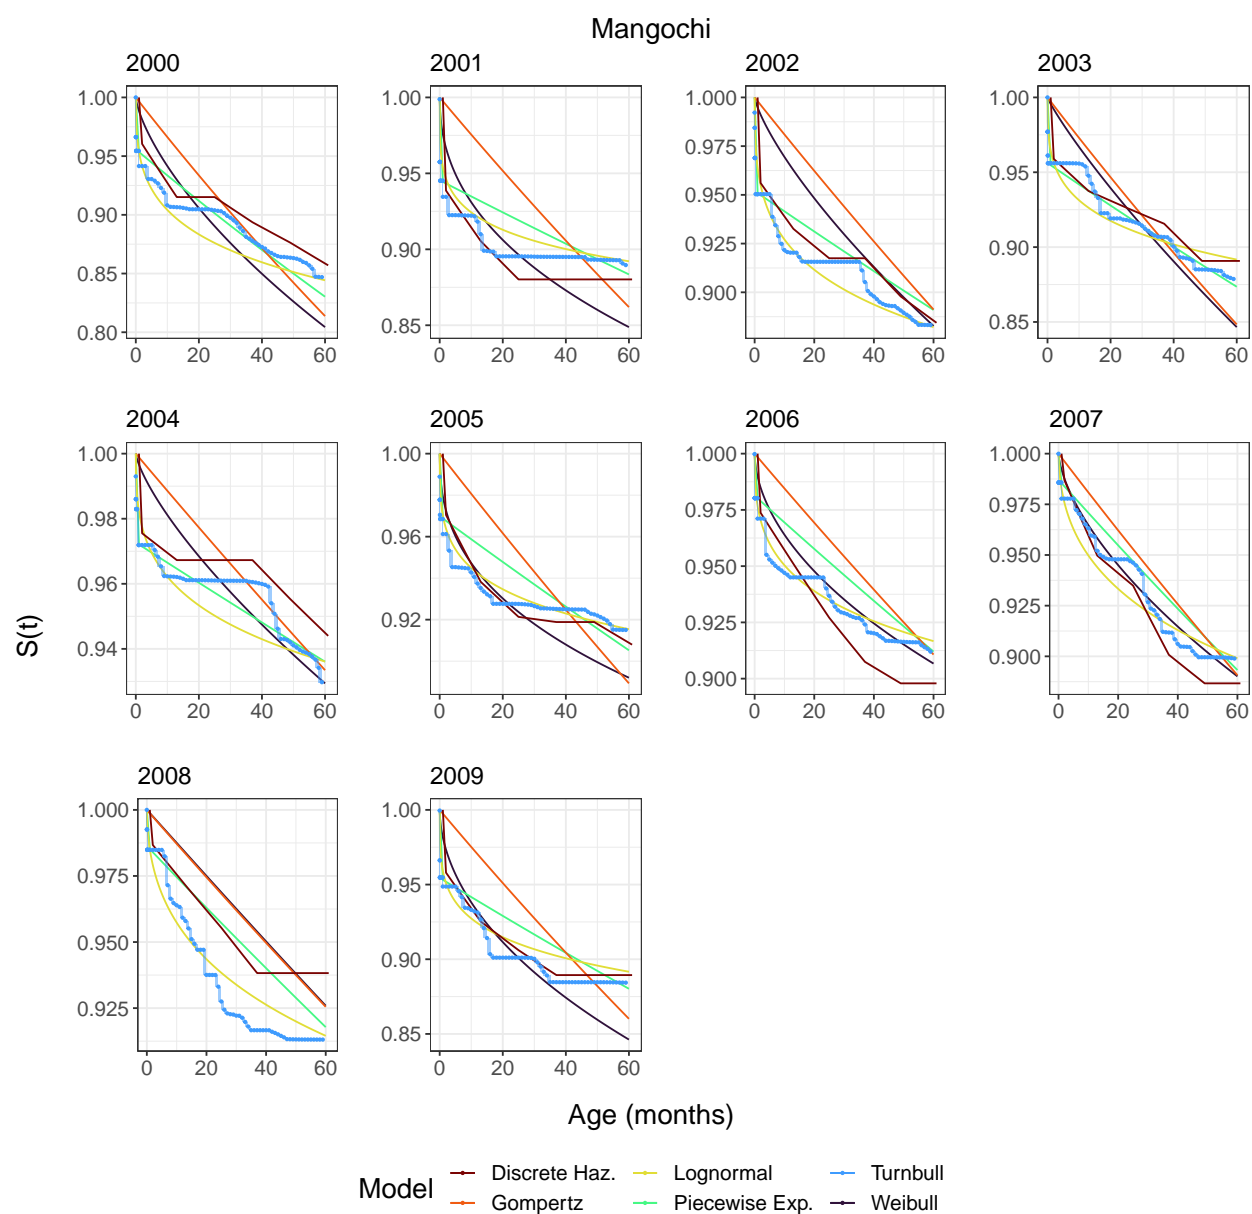 Mangochi
2000 2001 2002 2003
1.00 1.00 1.000 1.00
0.95 0.95 0.975 0.95
0.90 0.90 0.950 0.90
0.85 0.85 0.925 0.85
0.80 0.900
0 20 40 60 0 20 40 60 0 20 40 60 0 20 40 60
2004 2005 2006 2007
1.00 1.00 1.000 1.000
0.98 0.96 0.975 0.975
0.96 0.92 0.950 0.950
0.94 0.925 0.925
0.900 0.900
0 20 40 60 0 20 40 60 0 20 40 60 0 20 40 60
S(t)
2008 2009
1.000 1.00
0.975 0.95
0.950 0.90
0.925 0.85
0 20 40 60 0 20 40 60
Age (months)
Model Discrete Haz. Lognormal Turnbull
Gompertz Piecewise Exp. Weibull